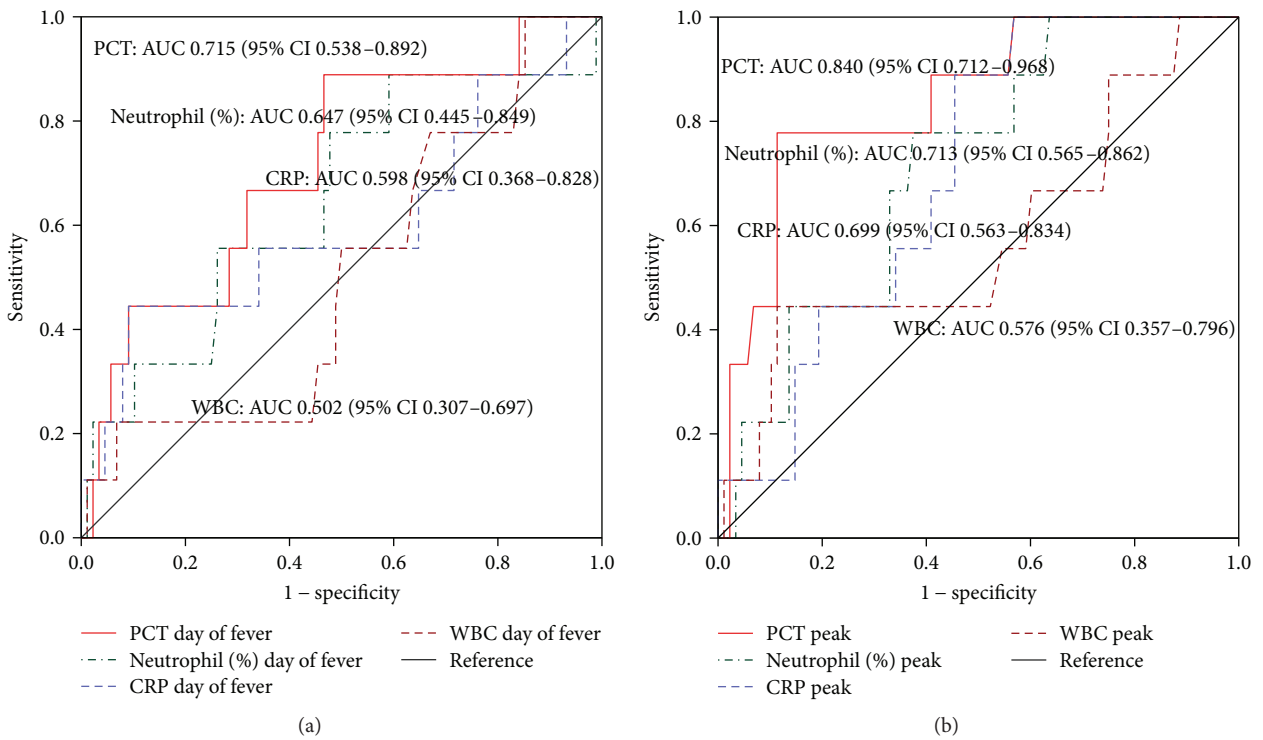 1.0
0.8
0.6
0.4
0.2
0.0
Sensitivity
PCT: AUC 0.715 (95% CI 0.538–0.892)
Neutrophil (%): AUC 0.647 (95% CI 0.445–0.849)
CRP: AUC 0.598 (95% CI 0.368–0.828)
WBC: AUC 0.502 (95% CI 0.307–0.697)
0.0 0.2 0.4 0.6 0.8 1.0
1 − specificity
PCT day of fever
Neutrophil (%) day of fever
CRP day of fever
WBC day of fever
Reference
(a)
1.0
0.8
0.6
0.4
0.2
0.0
Sensitivity
PCT: AUC 0.840 (95% CI 0.712–0.968)
Neutrophil (%): AUC 0.713 (95% CI 0.565–0.862)
CRP: AUC 0.699 (95% CI 0.563–0.834)
WBC: AUC 0.576 (95% CI 0.357–0.796)
0.0 0.2 0.4 0.6 0.8 1.0
1 − specificity
PCT peak
Neutrophil (%) peak
CRP peak
WBC peak
Reference
(b)